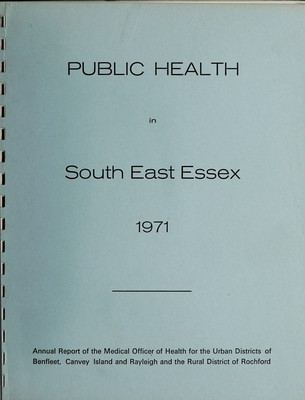 PUBLIC HEALTH
in
South East Essex
1971
Annual Report of the Medical Officer of Health for the Urban Districts of
Benfleet, Canvey Island and Rayleigh and the Rural District of Rochford